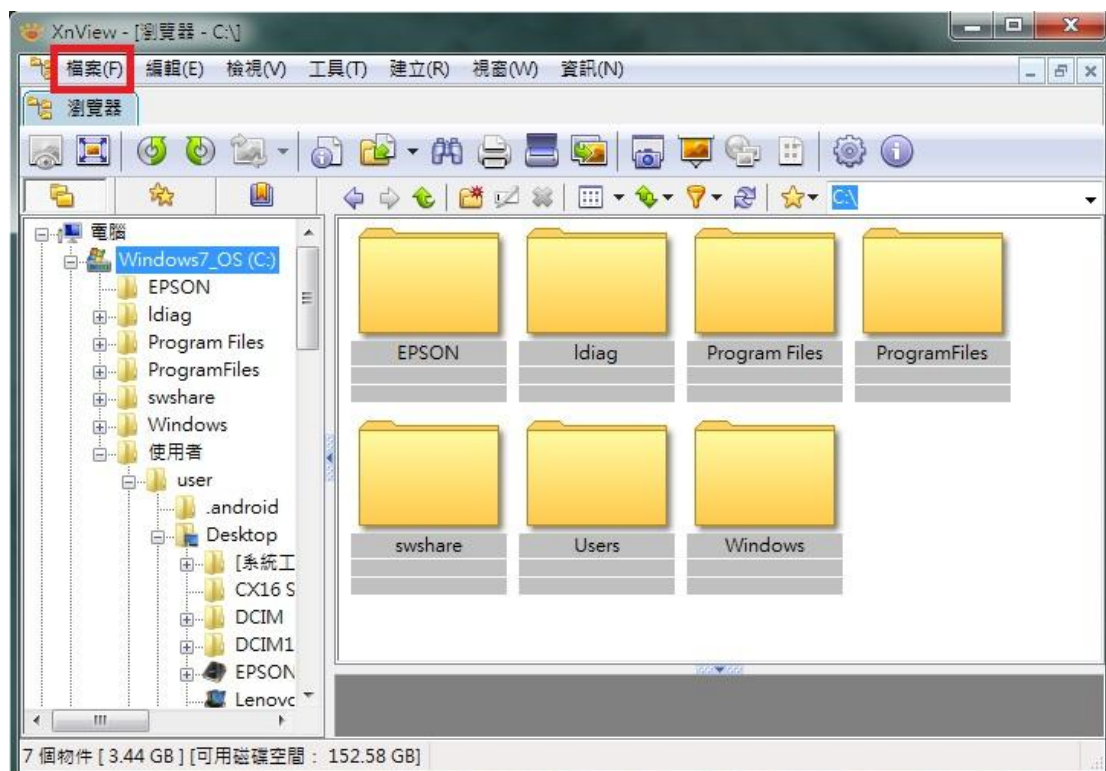 XnView - [瀏覽器 - C:\]
檔案(F) 編輯(E) 檢視(V) 工具(T) 建立(R) 視窗(W) 資訊(N)
瀏覽器
C:\
電腦
Windows7_OS (C:)
EPSON
ldiag
Program Files
ProgramFiles
swshare
Windows
使用者
user
.android
Desktop
[系統工
CX16 S
DCIM
DCIM1
EPSON
Lenovc
EPSON ldiag Program Files ProgramFiles
swshare Users Windows
7 個物件 [ 3.44 GB ] [可用磁碟空間： 152.58 GB]